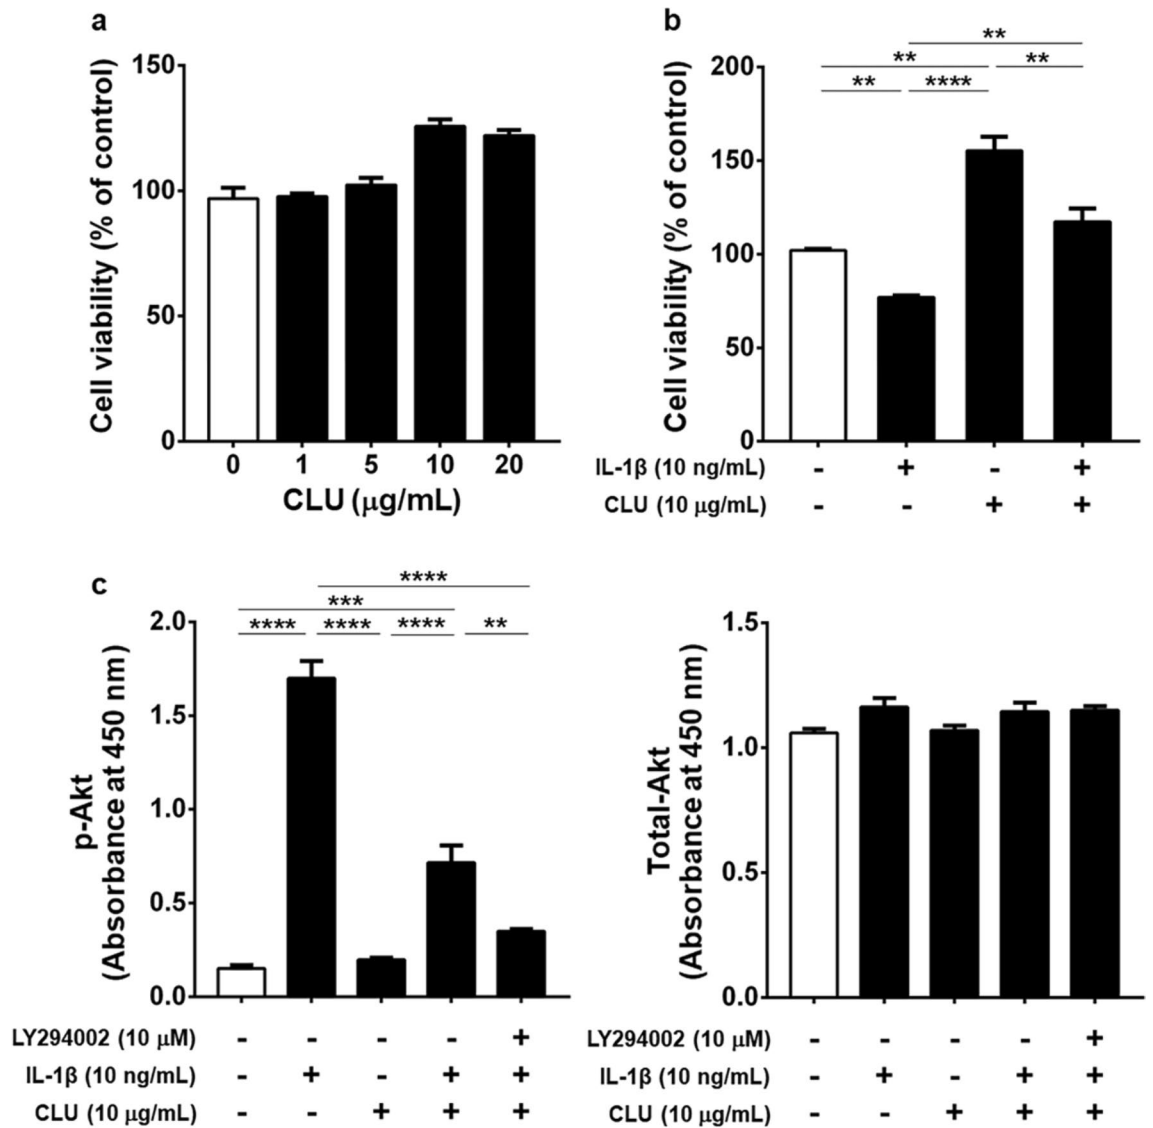 a
Cell viability (% of control)
150
100
50
0
0 1 5 10 20
CLU (μg/mL)
b
Cell viability (% of control)
200
150
100
50
0
**
** **
** ****
IL-1β (10 ng/mL) - + - +
CLU (10 μg/mL) - - + +
c
p-Akt
(Absorbance at 450 nm)
2.0
1.5
1.0
0.5
0.0
****
***
**** **** **** **
LY294002 (10 μM) - - - - +
IL-1β (10 ng/mL) - + - + +
CLU (10 μg/mL) - - + + +
Total-Akt
(Absorbance at 450 nm)
1.5
1.0
0.5
0.0
LY294002 (10 μM) - - - - +
IL-1β (10 ng/mL) - + - + +
CLU (10 μg/mL) - - + + +